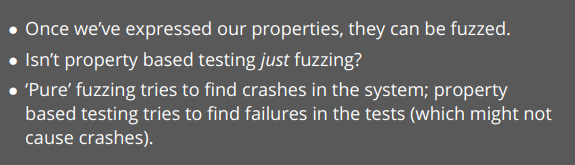 • Once we’ve expressed our properties, they can be fuzzed.
• Isn’t property based testing just fuzzing?
• ‘Pure’ fuzzing tries to find crashes in the system; property
based testing tries to find failures in the tests (which might not
cause crashes).